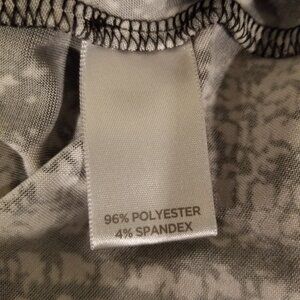 96% POLYESTER
4% SPANDEX